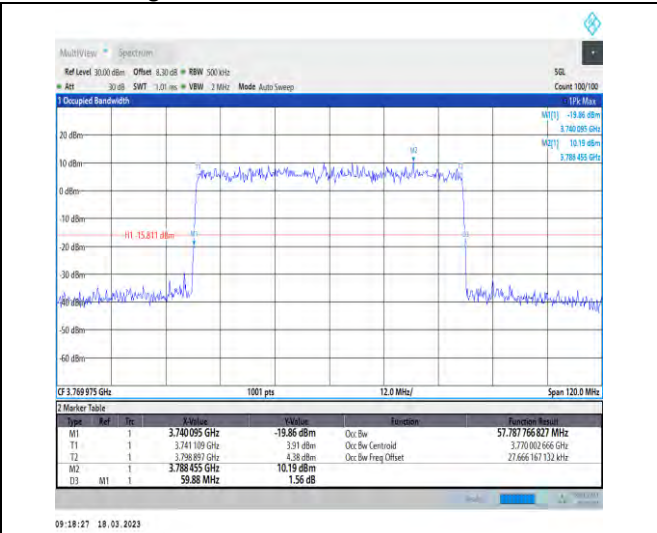 MultiView Spectrum
Ref Level 30.00 dBm Offset 8.30 dB RBW 500 kHz SGL
Att 30 dB SWT 1.01 ms VBW 2 MHz Mode Auto Sweep Count 100/100
1 Occupied Bandwidth 1Pk Max
M1[1] -19.86 dBm
3.740 095 GHz
M2[1] 10.19 dBm
3.788 455 GHz
20 dBm
M2
10 dBm
0 dBm
-10 dBm
H1 -15.811 dBm M1
-20 dBm
-30 dBm
-40 dBm
-50 dBm
-60 dBm
CF 3.769 975 GHz 1001 pts 12.0 MHz/ Span 120.0 MHz
2 Marker Table
Type Ref Trc X-Value Y-Value Function Function Result
M1 1 3.740 095 GHz -19.86 dBm Occ Bw 57.787 766 827 MHz
T1 1 3.741 109 GHz 3.91 dBm Occ Bw Centroid 3.770 002 666 GHz
T2 1 3.798 897 GHz 4.38 dBm Occ Bw Freq Offset 27.666 167 132 kHz
M2 1 3.788 455 GHz 10.19 dBm
D3 M1 1 59.88 MHz 1.56 dB
09:18:27 18.03.2023